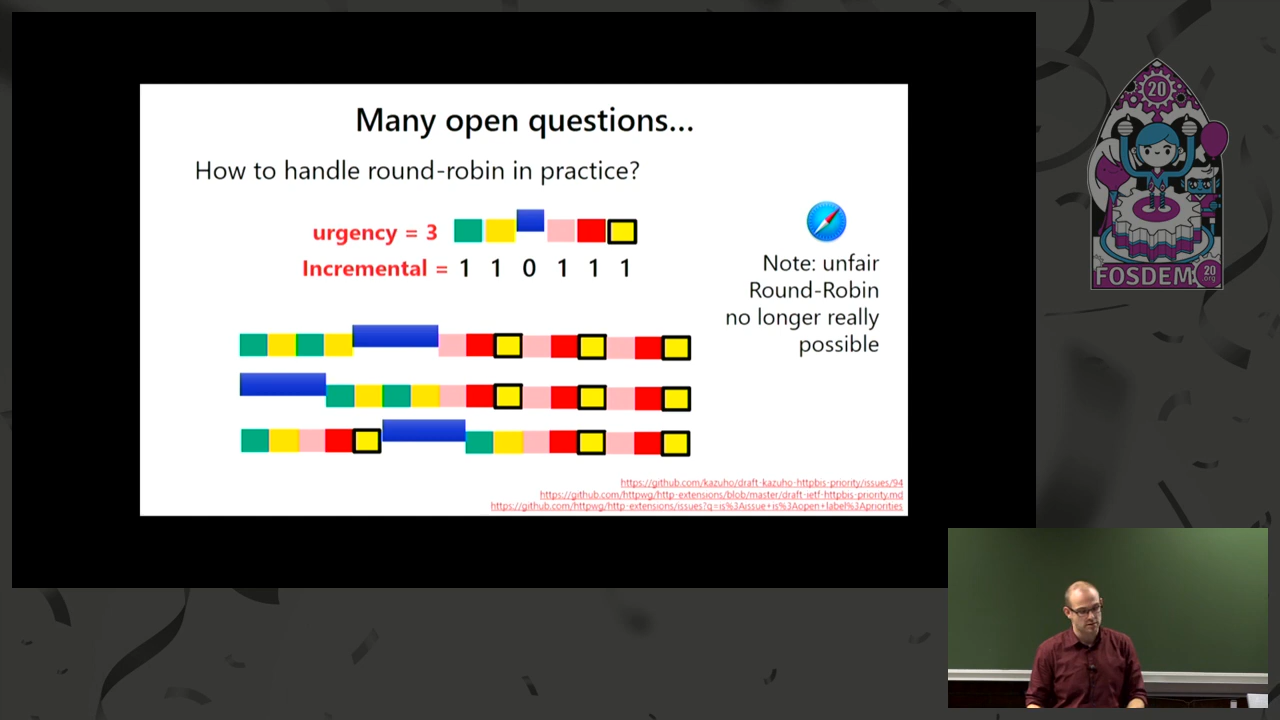 Many open questions...
How to handle round-robin in practice?
urgency = 3
Incremental = 1 1 0 1 1 1
Note: unfair
Round-Robin
no longer really
possible
https://github.com/kazuho/draft-kazuho-httpbis-priority/issues/94
https://github.com/httpwg/http-extensions/blob/master/draft-ietf-httpbis-priority.md
https://github.com/httpwg/http-extensions/issues?q=is%3Aissue+is%3Aopen+label%3Apriorities
20
FOSDEM 20
.org